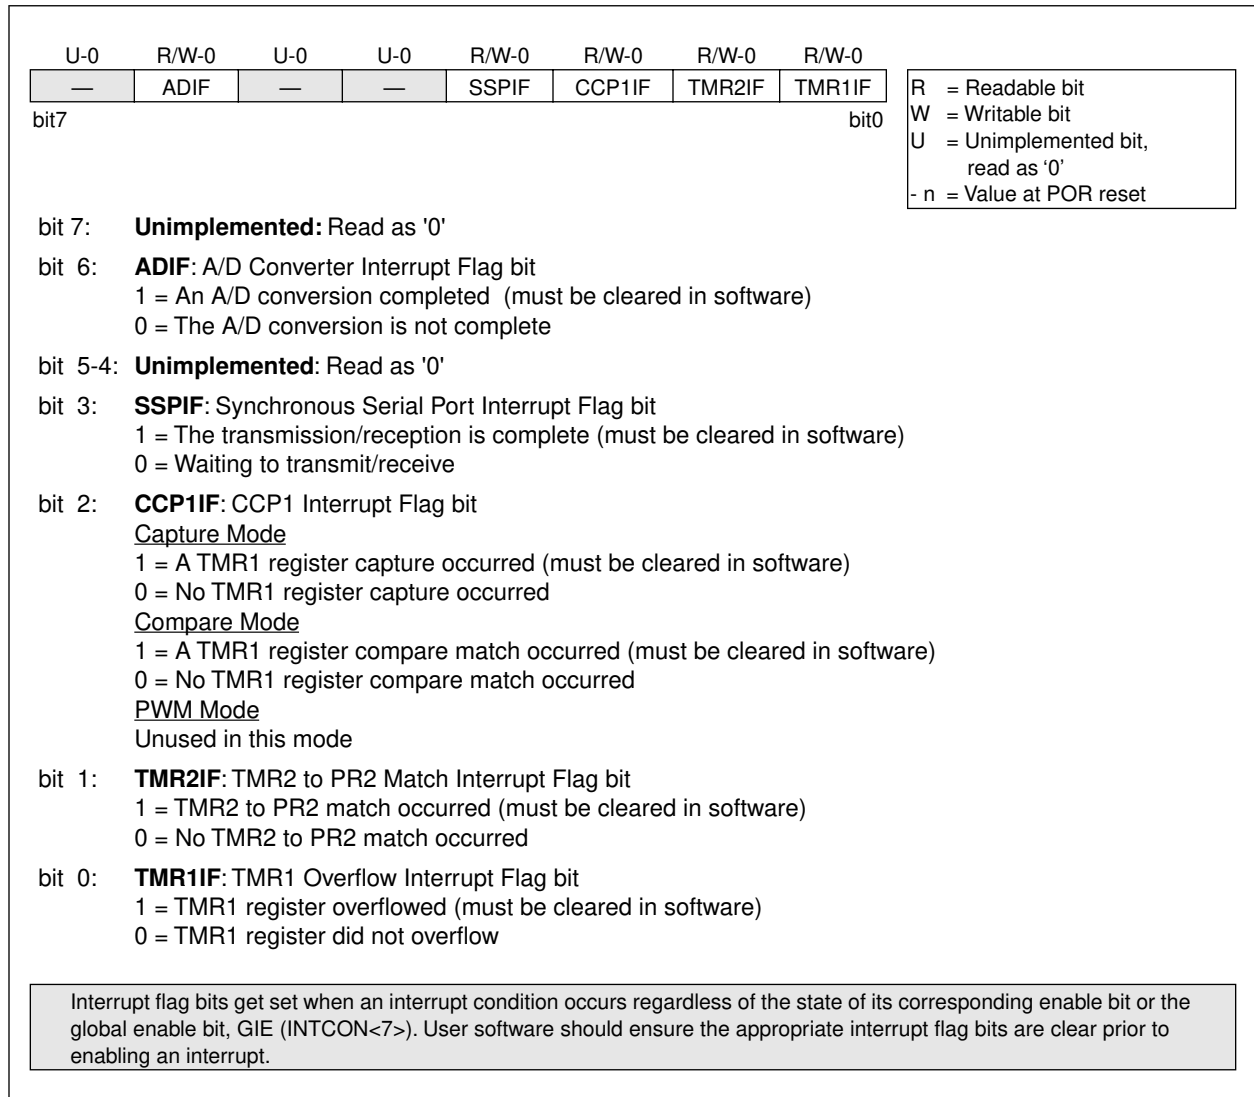 U-0 R/W-0 U-0 U-0 R/W-0 R/W-0 R/W-0 R/W-0
— ADIF — — SSPIF CCP1IF TMR2IF TMR1IF
bit7 bit0
R = Readable bit
W = Writable bit
U = Unimplemented bit,
read as ‘0’
- n = Value at POR reset
bit 7: Unimplemented: Read as '0'
bit 6: ADIF: A/D Converter Interrupt Flag bit
1 = An A/D conversion completed (must be cleared in software)
0 = The A/D conversion is not complete
bit 5-4: Unimplemented: Read as '0'
bit 3: SSPIF: Synchronous Serial Port Interrupt Flag bit
1 = The transmission/reception is complete (must be cleared in software)
0 = Waiting to transmit/receive
bit 2: CCP1IF: CCP1 Interrupt Flag bit
Capture Mode
1 = A TMR1 register capture occurred (must be cleared in software)
0 = No TMR1 register capture occurred
Compare Mode
1 = A TMR1 register compare match occurred (must be cleared in software)
0 = No TMR1 register compare match occurred
PWM Mode
Unused in this mode
bit 1: TMR2IF: TMR2 to PR2 Match Interrupt Flag bit
1 = TMR2 to PR2 match occurred (must be cleared in software)
0 = No TMR2 to PR2 match occurred
bit 0: TMR1IF: TMR1 Overflow Interrupt Flag bit
1 = TMR1 register overflowed (must be cleared in software)
0 = TMR1 register did not overflow
Interrupt flag bits get set when an interrupt condition occurs regardless of the state of its corresponding enable bit or the
global enable bit, GIE (INTCON<7>). User software should ensure the appropriate interrupt flag bits are clear prior to
enabling an interrupt.